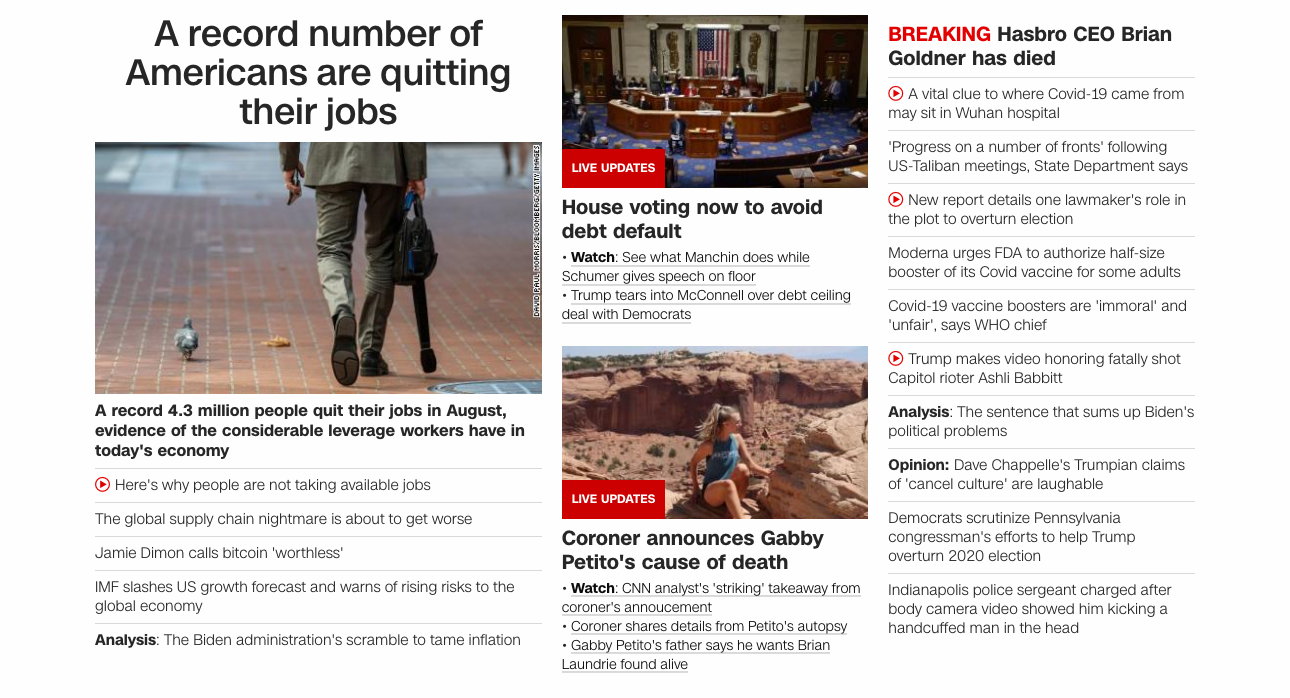 A record number of
Americans are quitting
their jobs
DAVID PAUL MORRIS/BLOOMBERG/GETTY IMAGES
A record 4.3 million people quit their jobs in August,
evidence of the considerable leverage workers have in
today's economy
Here's why people are not taking available jobs
The global supply chain nightmare is about to get worse
Jamie Dimon calls bitcoin 'worthless'
IMF slashes US growth forecast and warns of rising risks to the
global economy
Analysis: The Biden administration's scramble to tame inflation
LIVE UPDATES
House voting now to avoid
debt default
• Watch: See what Manchin does while
Schumer gives speech on floor
• Trump tears into McConnell over debt ceiling
deal with Democrats
LIVE UPDATES
Coroner announces Gabby
Petito's cause of death
• Watch: CNN analyst's 'striking' takeaway from
coroner's annoucement
• Coroner shares details from Petito's autopsy
• Gabby Petito's father says he wants Brian
Laundrie found alive
BREAKING Hasbro CEO Brian
Goldner has died
A vital clue to where Covid-19 came from
may sit in Wuhan hospital
'Progress on a number of fronts' following
US-Taliban meetings, State Department says
New report details one lawmaker's role in
the plot to overturn election
Moderna urges FDA to authorize half-size
booster of its Covid vaccine for some adults
Covid-19 vaccine boosters are 'immoral' and
'unfair', says WHO chief
Trump makes video honoring fatally shot
Capitol rioter Ashli Babbitt
Analysis: The sentence that sums up Biden's
political problems
Opinion: Dave Chappelle's Trumpian claims
of 'cancel culture' are laughable
Democrats scrutinize Pennsylvania
congressman's efforts to help Trump
overturn 2020 election
Indianapolis police sergeant charged after
body camera video showed him kicking a
handcuffed man in the head